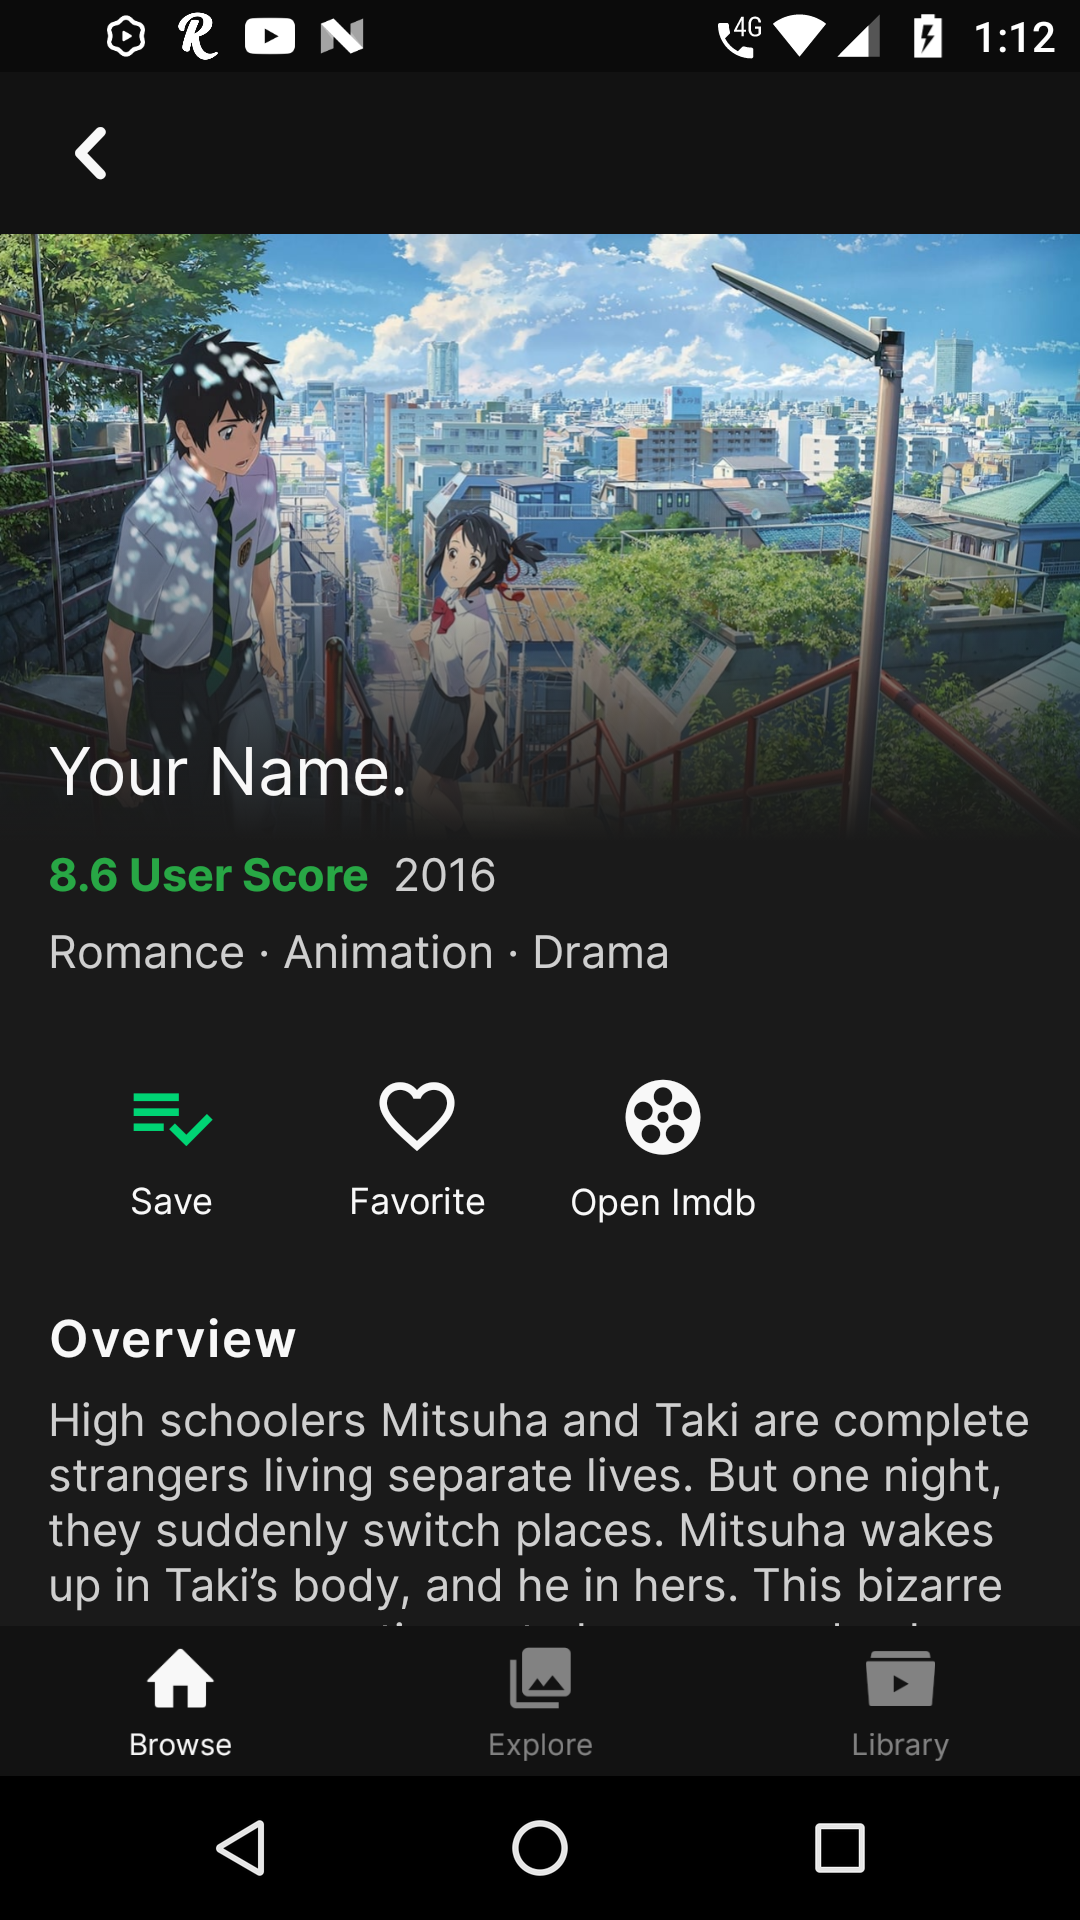 4G 1:12
Your Name.
8.6 User Score 2016
Romance · Animation · Drama
Save Favorite Open Imdb
Overview
High schoolers Mitsuha and Taki are complete
strangers living separate lives. But one night,
they suddenly switch places. Mitsuha wakes
up in Taki’s body, and he in hers. This bizarre
Browse Explore Library